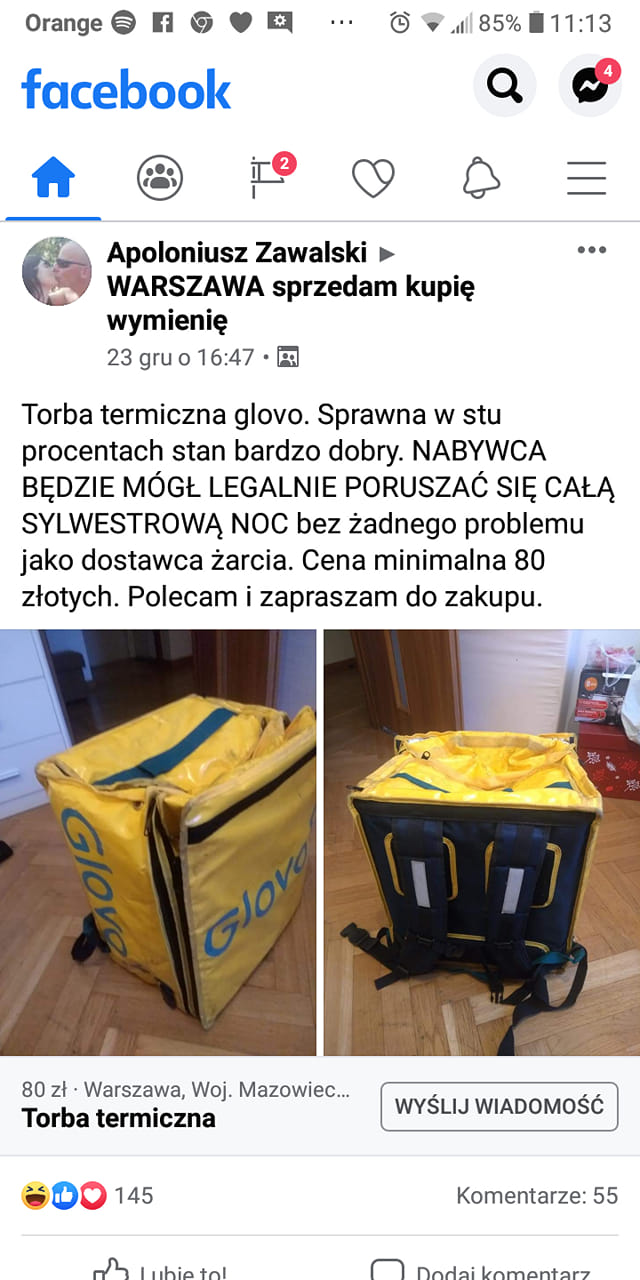 Orange ... 85% 11:13
facebook
4
2
Apoloniusz Zawalski ▶
WARSZAWA sprzedam kupię
wymienię
23 gru o 16:47 •
Torba termiczna glovo. Sprawna w stu
procentach stan bardzo dobry. NABYWCA
BĘDZIE MÓGŁ LEGALNIE PORUSZAĆ SIĘ CAŁĄ
SYLWESTROWĄ NOC bez żadnego problemu
jako dostawca żarcia. Cena minimalna 80
złotych. Polecam i zapraszam do zakupu.
Glovo
Glovo
80 zł · Warszawa, Woj. Mazowiec...
Torba termiczna
WYŚLIJ WIADOMOŚĆ
145
Komentarze: 55
Lubię to!
Dodaj komentarz